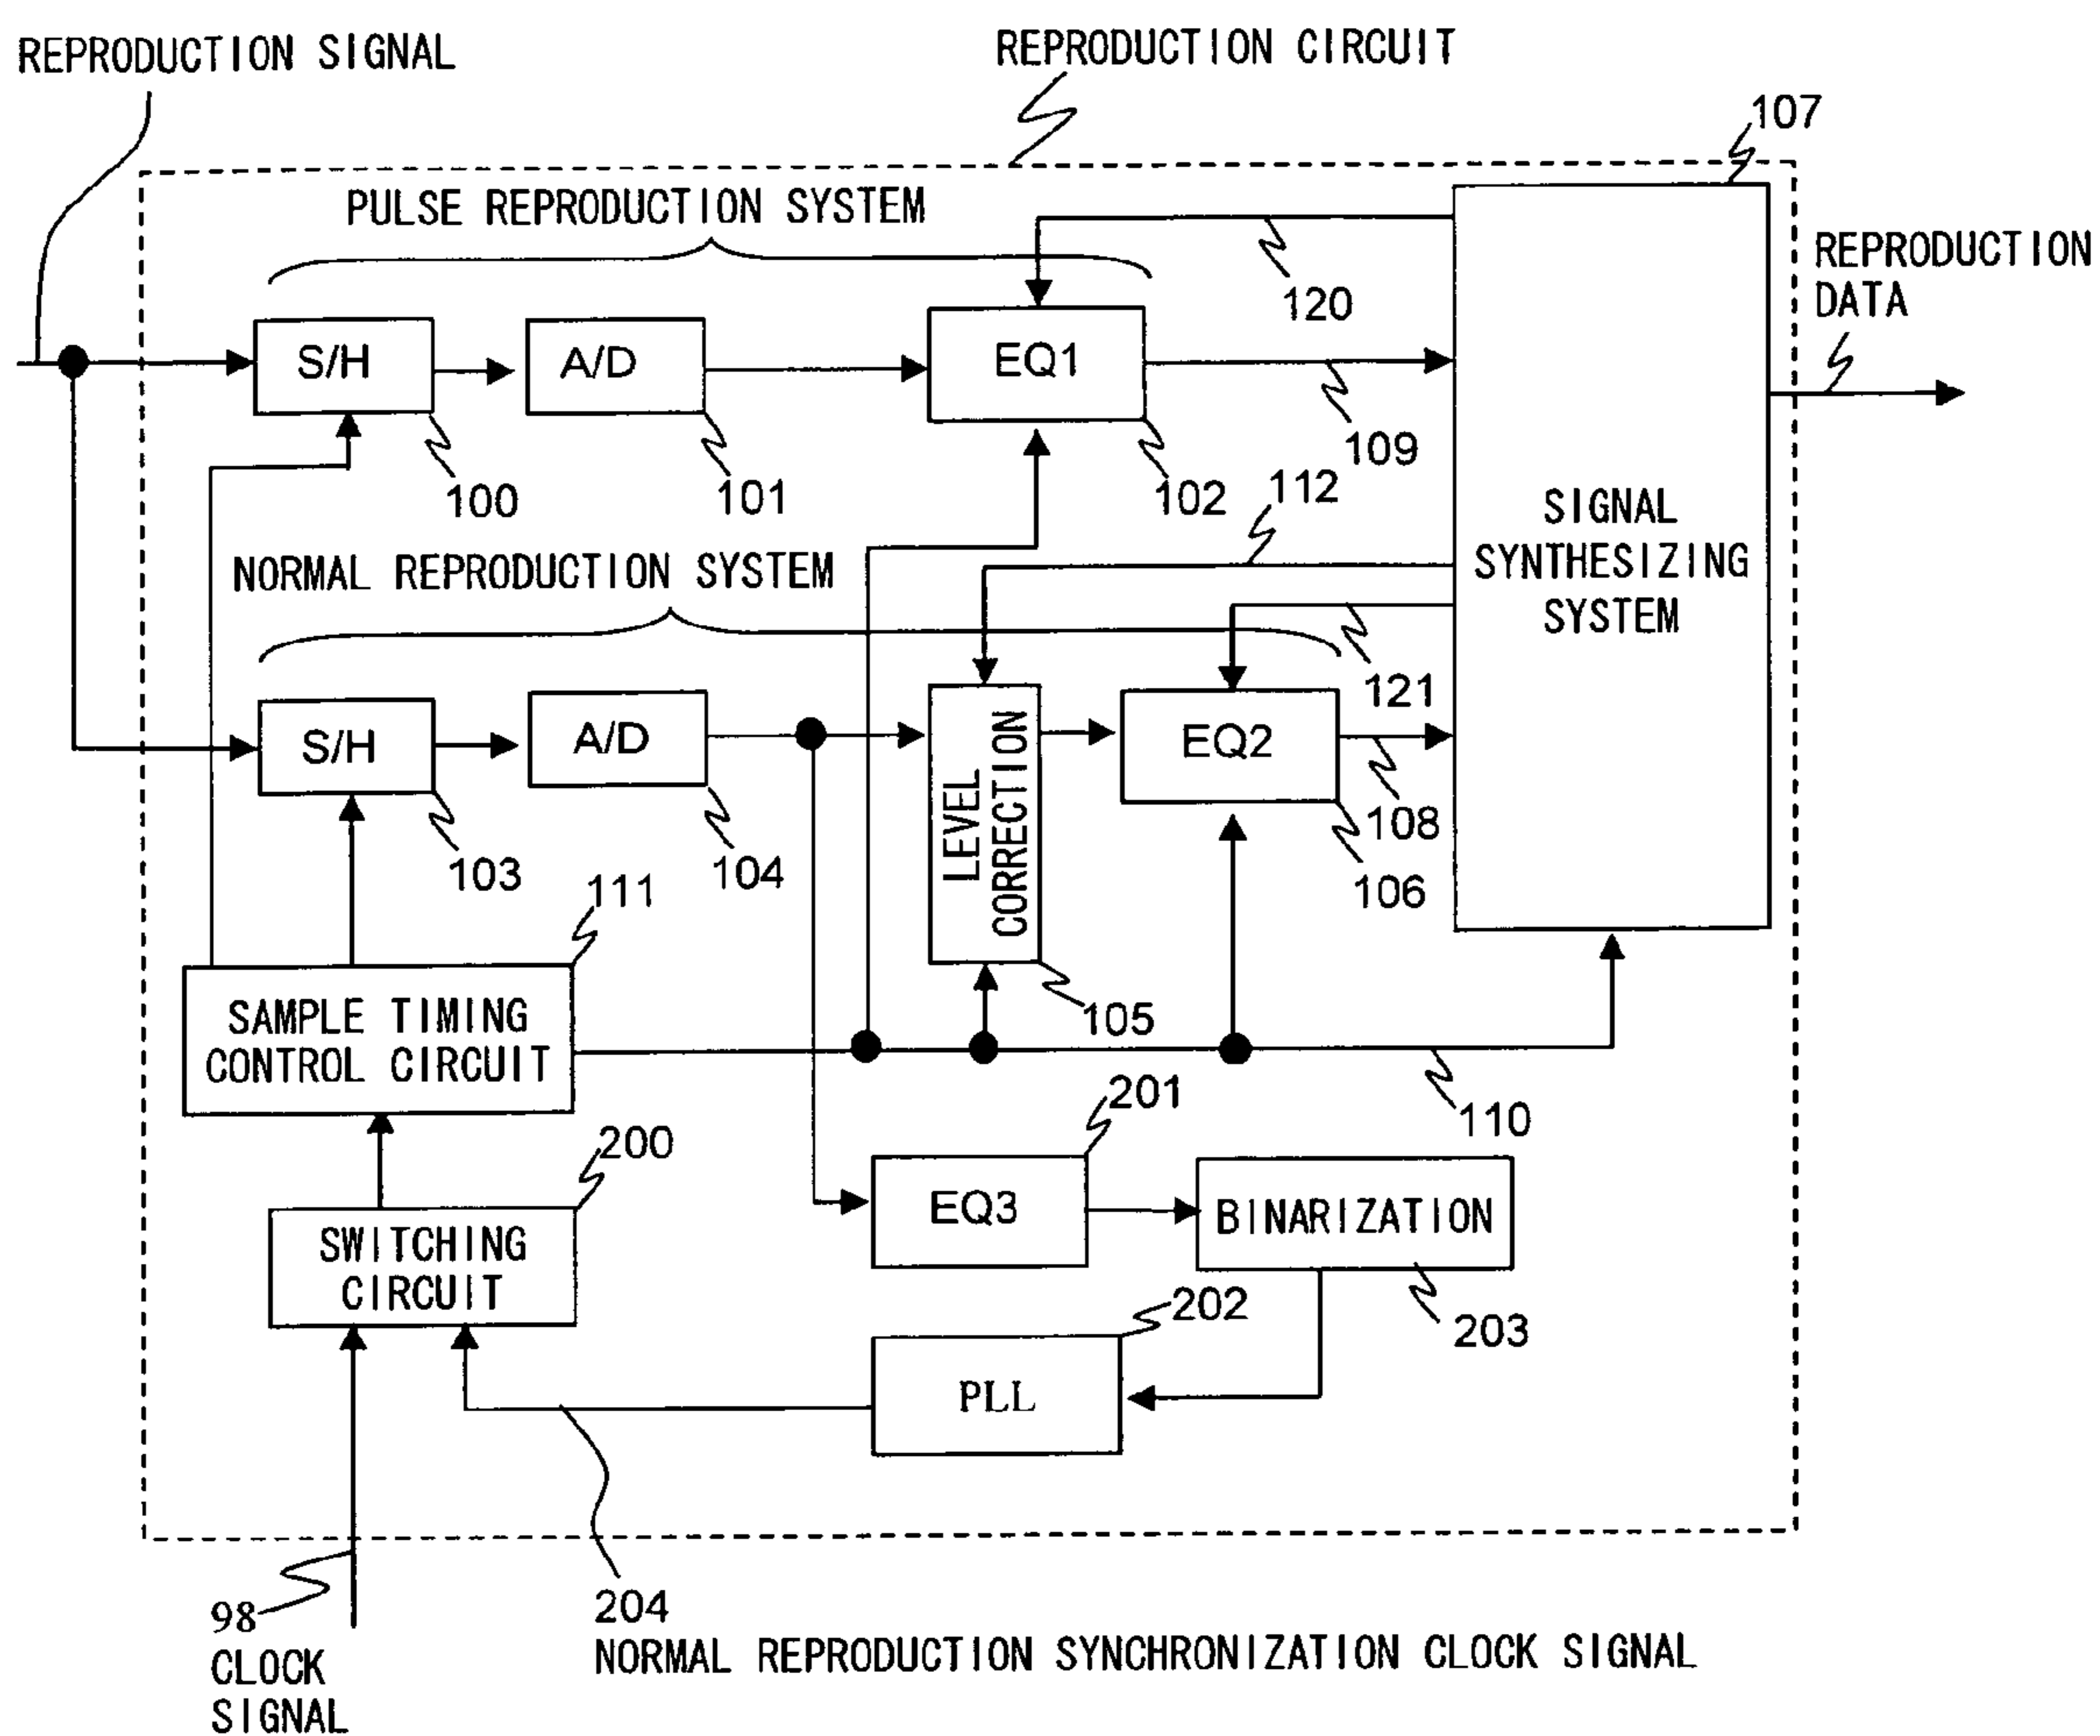 REPRODUCTION SIGNAL
REPRODUCTION CIRCUIT
107
PULSE REPRODUCTION SYSTEM
REPRODUCTION
DATA
120
S/H
A/D
EQ1
109
100
101
102
112
SIGNAL
SYNTHESIZING
SYSTEM
NORMAL REPRODUCTION SYSTEM
121
S/H
A/D
LEVEL
CORRECTION
EQ2
108
103
104
106
111
105
SAMPLE TIMING
CONTROL CIRCUIT
110
201
200
EQ3
BINARIZATION
SWITCHING
CIRCUIT
202
203
PLL
98
CLOCK
SIGNAL
204
NORMAL REPRODUCTION SYNCHRONIZATION CLOCK SIGNAL